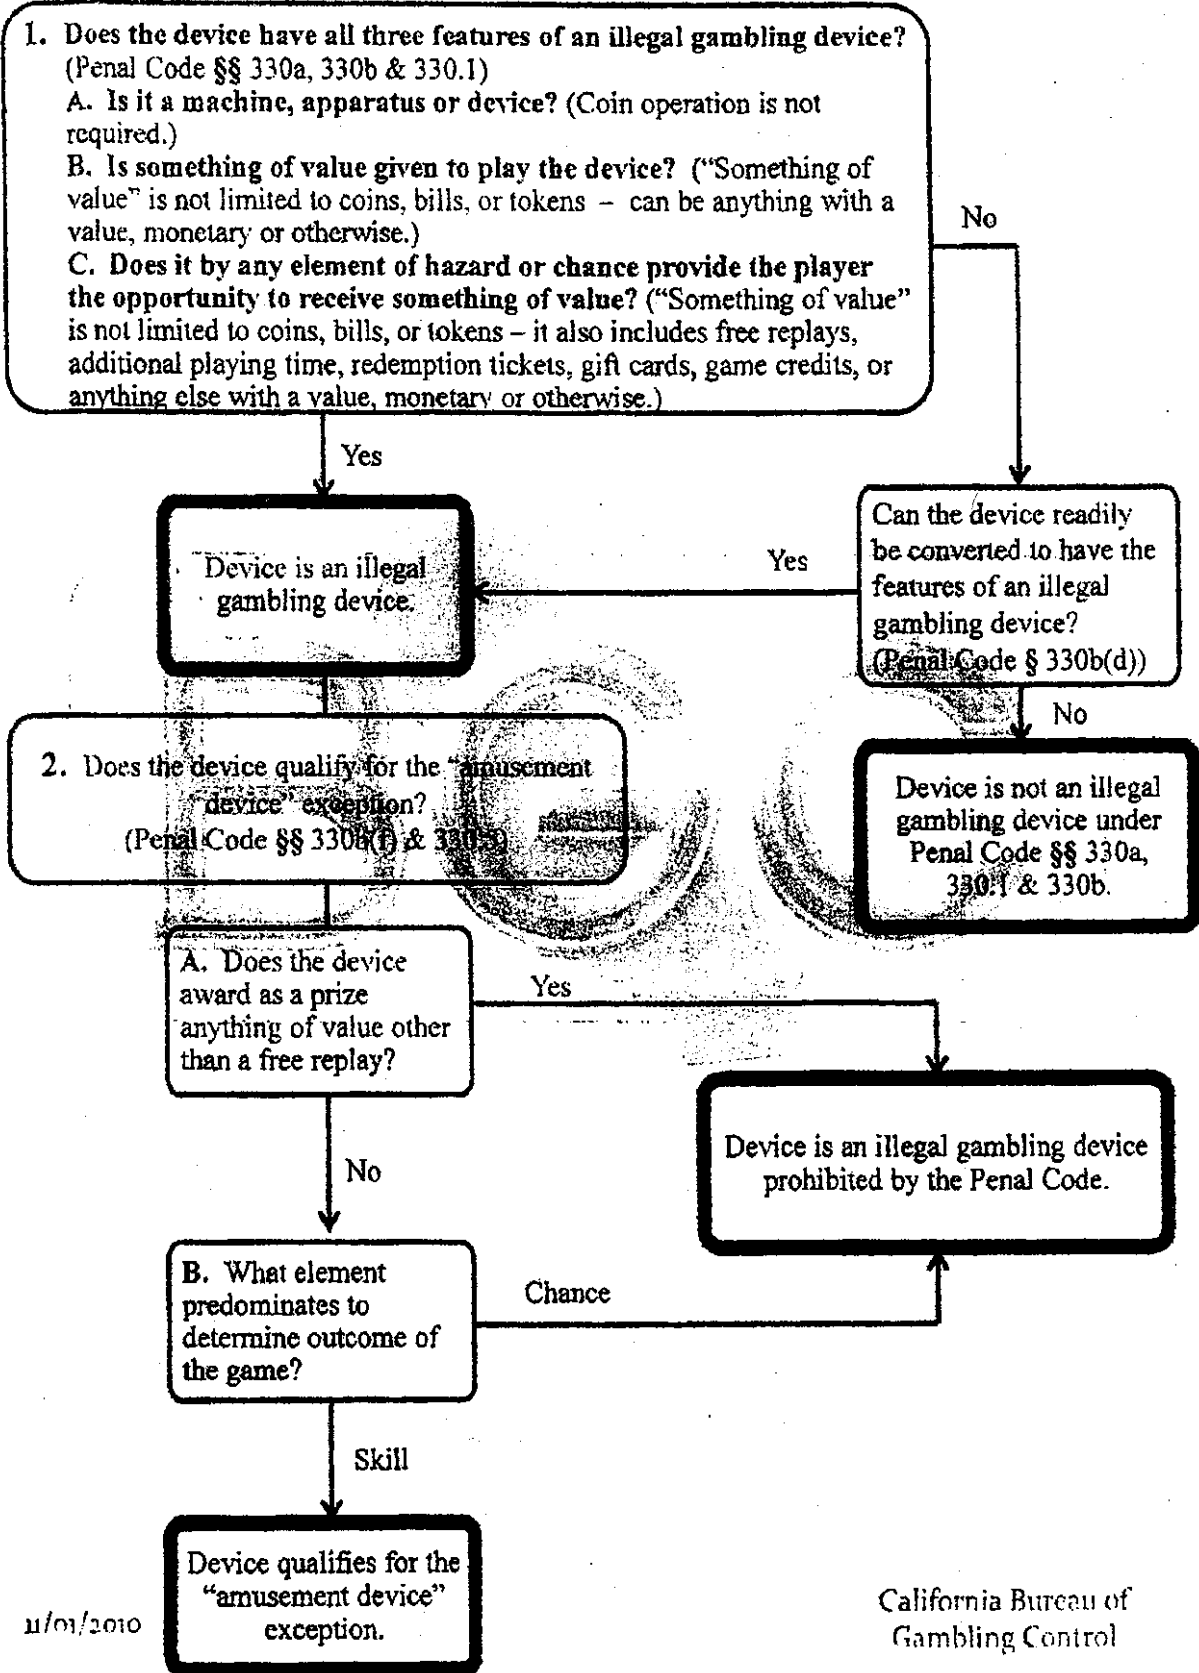 1. Does the device have all three features of an illegal gambling device?
(Penal Code §§ 330a, 330b & 330.1)
A. Is it a machine, apparatus or device? (Coin operation is not
required.)
B. Is something of value given to play the device? (“Something of
value” is not limited to coins, bills, or tokens – can be anything with a
value, monetary or otherwise.)
C. Does it by any element of hazard or chance provide the player
the opportunity to receive something of value? (“Something of value”
is not limited to coins, bills, or tokens – it also includes free replays,
additional playing time, redemption tickets, gift cards, game credits, or
anything else with a value, monetary or otherwise.)
No
Yes
Device is an illegal
gambling device.
Yes
Can the device readily
be converted to have the
features of an illegal
gambling device?
(Penal Code § 330b(d))
No
2. Does the device qualify for the “amusement
device” exception?
(Penal Code §§ 330b(f) & 330.5)
Device is not an illegal
gambling device under
Penal Code §§ 330a,
330.1 & 330b.
A. Does the device
award as a prize
anything of value other
than a free replay?
Yes
No
Device is an illegal gambling device
prohibited by the Penal Code.
B. What element
predominates to
determine outcome of
the game?
Chance
Skill
Device qualifies for the
“amusement device”
exception.
11/01/2010
California Bureau of
Gambling Control